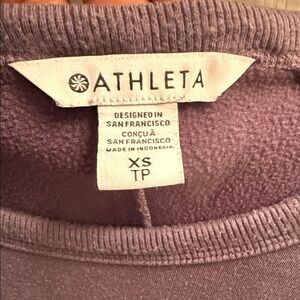 ATHLETA
DESIGNED IN
SAN FRANCISCO
CONÇU À
SAN FRANCISCO
MADE IN INDONESIA
XS
TP